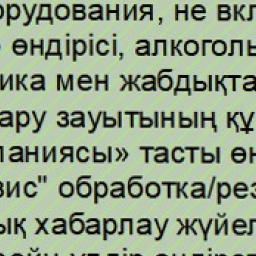 орудования, не вкл
өндірісі, алкоголь
ика мен жабдықта
ару зауытының құ
паниясы» тасты өн
вис" обработка/рез
ық хабарлау жүйел